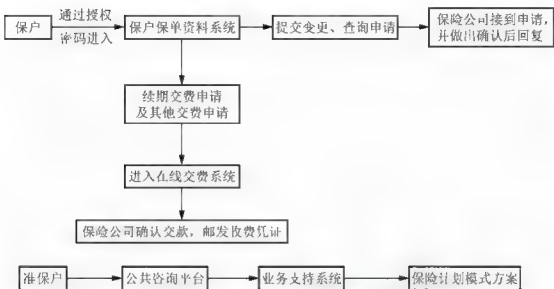 保户
通过授权
密码进入
保户保单资料系统
提交变更、查询申请
保险公司接到申请,
并做出确认后回复
续期交费申请
及其他交费申请
进入在线交费系统
保险公司确认交款，邮发收费凭证
准保户
公共咨询平台
业务支持系统
保险计划模式方案